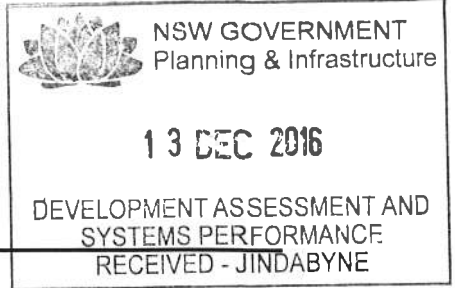 NSW GOVERNMENT
Planning & Infrastructure
13 DEC 2016
DEVELOPMENT ASSESSMENT AND
SYSTEMS PERFORMANCE
RECEIVED - JINDABYNE